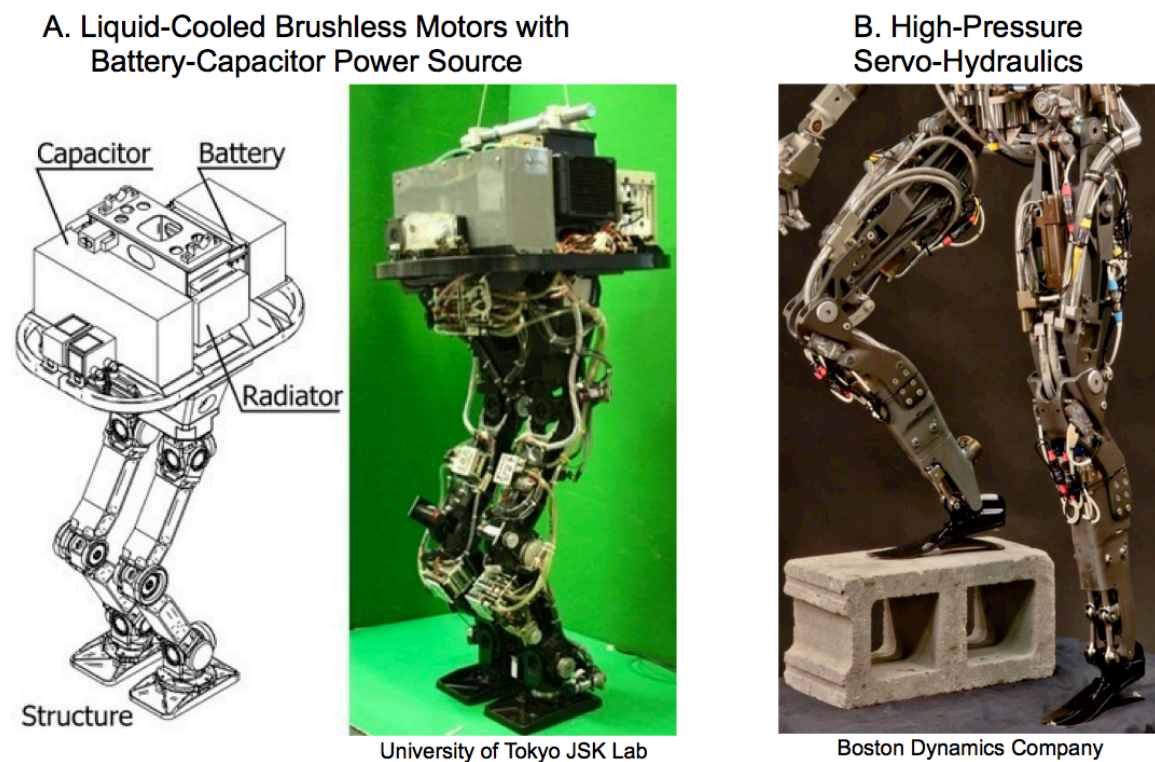 A. Liquid-Cooled Brushless Motors with
Battery-Capacitor Power Source
B. High-Pressure
Servo-Hydraulics
Capacitor
Battery
Radiator
Structure
University of Tokyo JSK Lab
Boston Dynamics Company